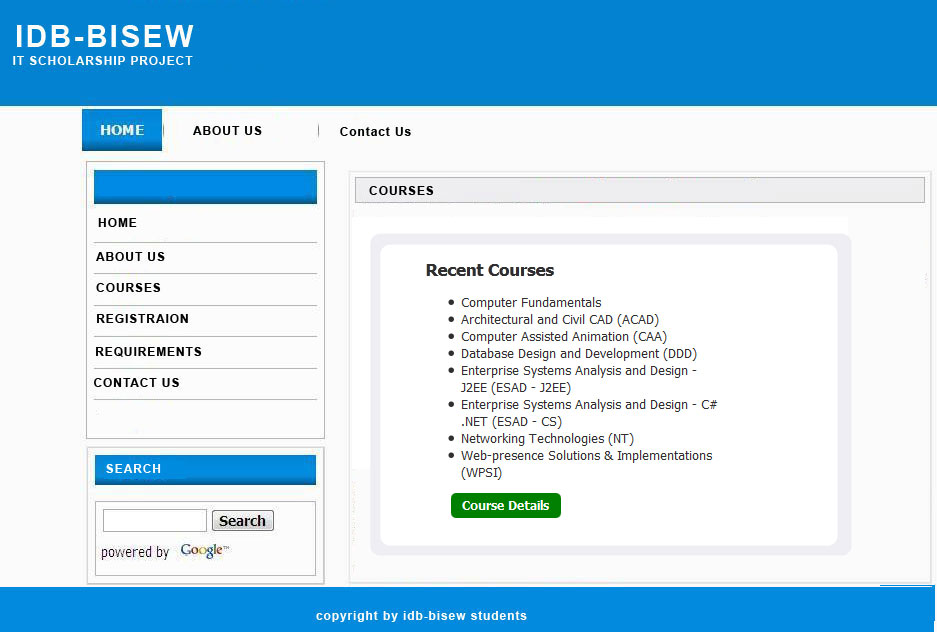 IDB-BISEW
IT SCHOLARSHIP PROJECT
HOME
ABOUT US
Contact Us
HOME
ABOUT US
COURSES
REGISTRAION
REQUIREMENTS
CONTACT US
SEARCH
Search
powered by Google™
COURSES
Recent Courses
Computer Fundamentals
Architectural and Civil CAD (ACAD)
Computer Assisted Animation (CAA)
Database Design and Development (DDD)
Enterprise Systems Analysis and Design -
J2EE (ESAD - J2EE)
Enterprise Systems Analysis and Design - C#
.NET (ESAD - CS)
Networking Technologies (NT)
Web-presence Solutions & Implementations
(WPSI)
Course Details
copyright by idb-bisew students